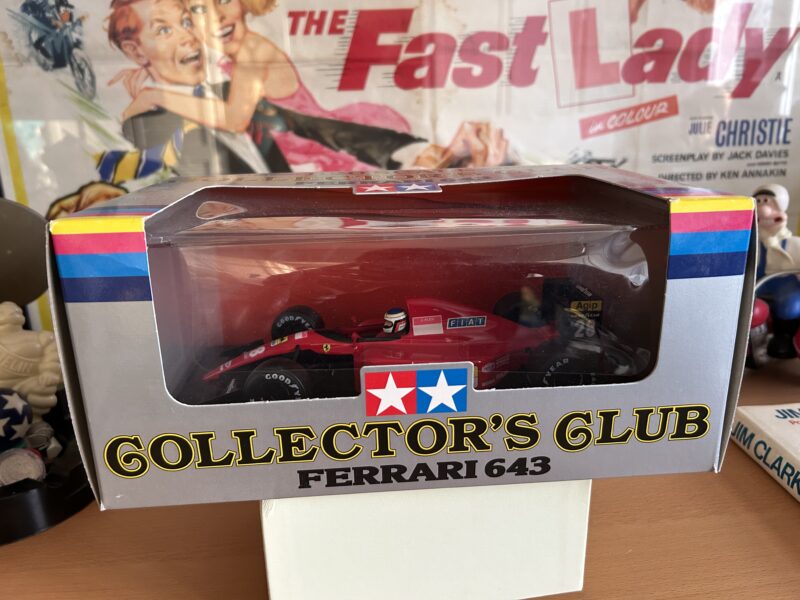 THE Fast Lady
in COLOUR
JULIE CHRISTIE
SCREENPLAY BY JACK DAVIES
DIRECTED BY KEN ANNAKIN
FIAT
Agip
28
GOODYEAR
COLLECTOR'S CLUB
FERRARI 643
JIM CLARK